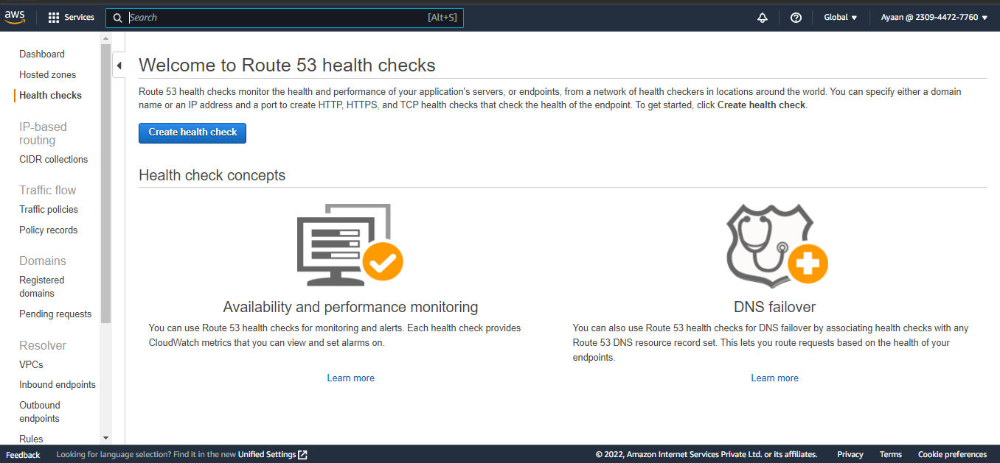 aws
Services
Search
[Alt+S]
Global
Ayaan @ 2309-4472-7760
Dashboard
Hosted zones
Health checks
IP-based
routing
CIDR collections
Traffic flow
Traffic policies
Policy records
Domains
Registered
domains
Pending requests
Resolver
VPCs
Inbound endpoints
Outbound
endpoints
Rules
Welcome to Route 53 health checks
Route 53 health checks monitor the health and performance of your application's servers, or endpoints, from a network of health checkers in locations around the world. You can specify either a domain
name or an IP address and a port to create HTTP, HTTPS, and TCP health checks that check the health of the endpoint. To get started, click Create health check.
Create health check
Health check concepts
Availability and performance monitoring
You can use Route 53 health checks for monitoring and alerts. Each health check provides
CloudWatch metrics that you can view and set alarms on.
Learn more
DNS failover
You can also use Route 53 health checks for DNS failover by associating health checks with any
Route 53 DNS resource record set. This lets you route requests based on the health of your
endpoints.
Learn more
Feedback
Looking for language selection? Find it in the new Unified Settings
© 2022, Amazon Internet Services Private Ltd. or its affiliates.
Privacy
Terms
Cookie preferences